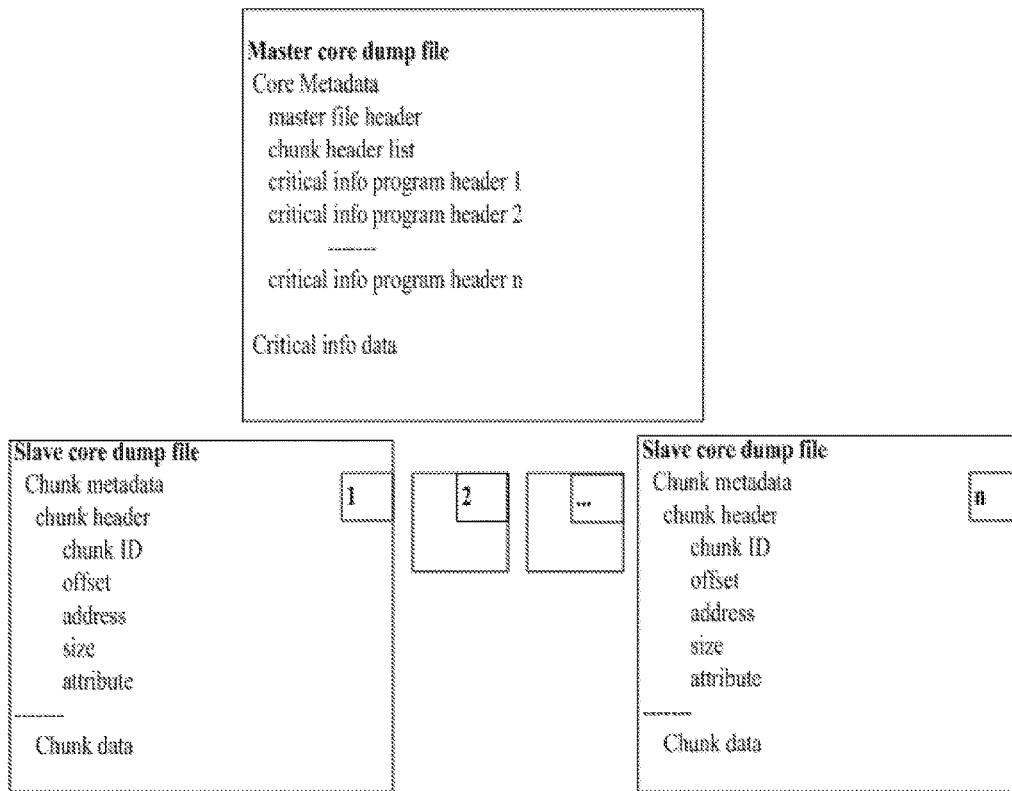 Master core dump file
Core Metadata
master file header
chunk header list
critical info program header 1
critical info program header 2
--------
critical info program header n
Critical info data
Slave core dump file
Chunk metadata
chunk header
chunk ID
offset
address
size
attribute
--------
Chunk data
1
2
...
Slave core dump file
Chunk metadata
chunk header
chunk ID
offset
address
size
attribute
--------
Chunk data
n